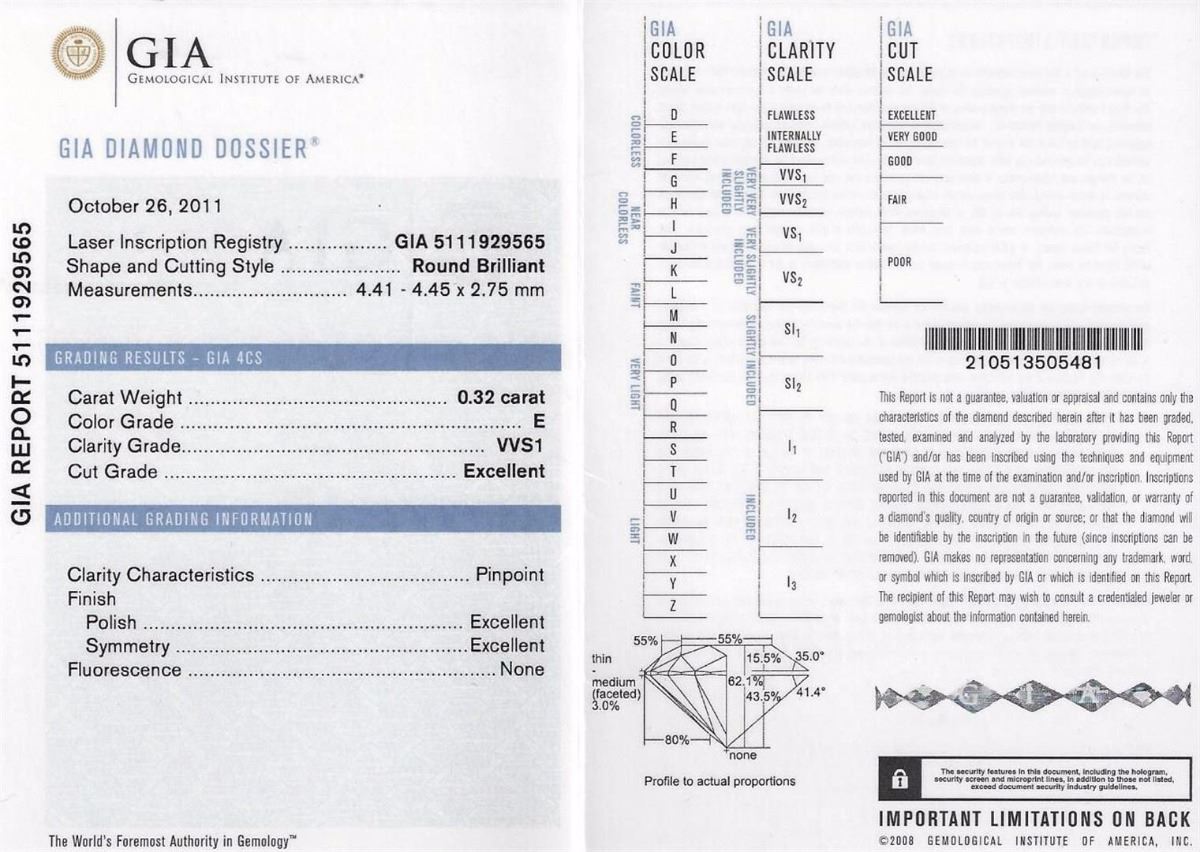 GIA REPORT 5111929565
GIA
GEMOLOGICAL INSTITUTE OF AMERICA®
GIA DIAMOND DOSSIER®
October 26, 2011
Laser Inscription Registry .................. GIA 5111929565
Shape and Cutting Style ..................... Round Brilliant
Measurements.......................... 4.41 - 4.45 x 2.75 mm
GRADING RESULTS - GIA 4CS
Carat Weight ............................................. 0.32 carat
Color Grade ........................................................... E
Clarity Grade.................................................... VVS1
Cut Grade .................................................. Excellent
ADDITIONAL GRADING INFORMATION
Clarity Characteristics ................................... Pinpoint
Finish
Polish ....................................................... Excellent
Symmetry ................................................. Excellent
Fluorescence .................................................. None
The World's Foremost Authority in Gemology™
GIA
COLOR
SCALE
COLORLESS
NEAR
COLORLESS
FAINT
VERY LIGHT
LIGHT
D
E
F
G
H
I
J
K
L
M
N
O
P
Q
R
S
T
U
V
W
X
Y
Z
GIA
CLARITY
SCALE
VERY VERY
SLIGHTLY
INCLUDED
VERY SLIGHTLY
INCLUDED
SLIGHTLY INCLUDED
INCLUDED
FLAWLESS
INTERNALLY
FLAWLESS
VVS₁
VVS₂
VS₁
VS₂
SI₁
SI₂
I₁
I₂
I₃
GIA
CUT
SCALE
EXCELLENT
VERY GOOD
GOOD
FAIR
POOR
210513505481
This Report is not a guarantee, valuation or appraisal and contains only the
characteristics of the diamond described herein after it has been graded,
tested, examined and analyzed by the laboratory providing this Report
("GIA") and/or has been inscribed using the techniques and equipment
used by GIA at the time of the examination and/or inscription. Inscriptions
reported in this document are not a guarantee, validation, or warranty of
a diamond's quality, country of origin or source; or that the diamond will
be identifiable by the inscription in the future (since inscriptions can be
removed). GIA makes no representation concerning any trademark, word,
or symbol which is inscribed by GIA or which is identified on this Report.
The recipient of this Report may wish to consult a credentialed jeweler or
gemologist about the information contained herein.
55%
55%
thin
-
medium
(faceted)
3.0%
15.5%
35.0°
62.1%
43.5%
41.4°
80%
none
Profile to actual proportions
G I A
The security features in this document, including the hologram,
security screen and microprint lines, in addition to those not listed,
exceed document security industry guidelines.
IMPORTANT LIMITATIONS ON BACK
©2008 GEMOLOGICAL INSTITUTE OF AMERICA, INC.